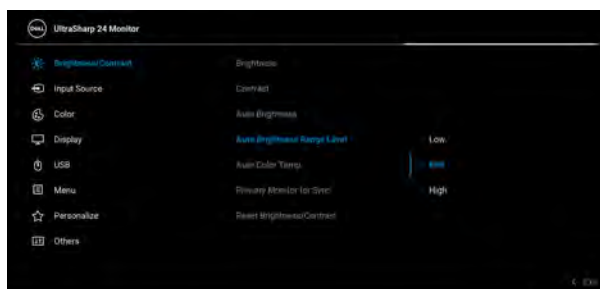 DELL
UltraSharp 24 Monitor
Brightness/Contrast
Brightness
Input Source
Contrast
Color
Auto Brightness
Display
Auto Brightness Range Level
Low
USB
Auto Color Temp.
Mid
Menu
Primary Monitor for Sync
High
Personalize
Reset Brightness/Contrast
Others